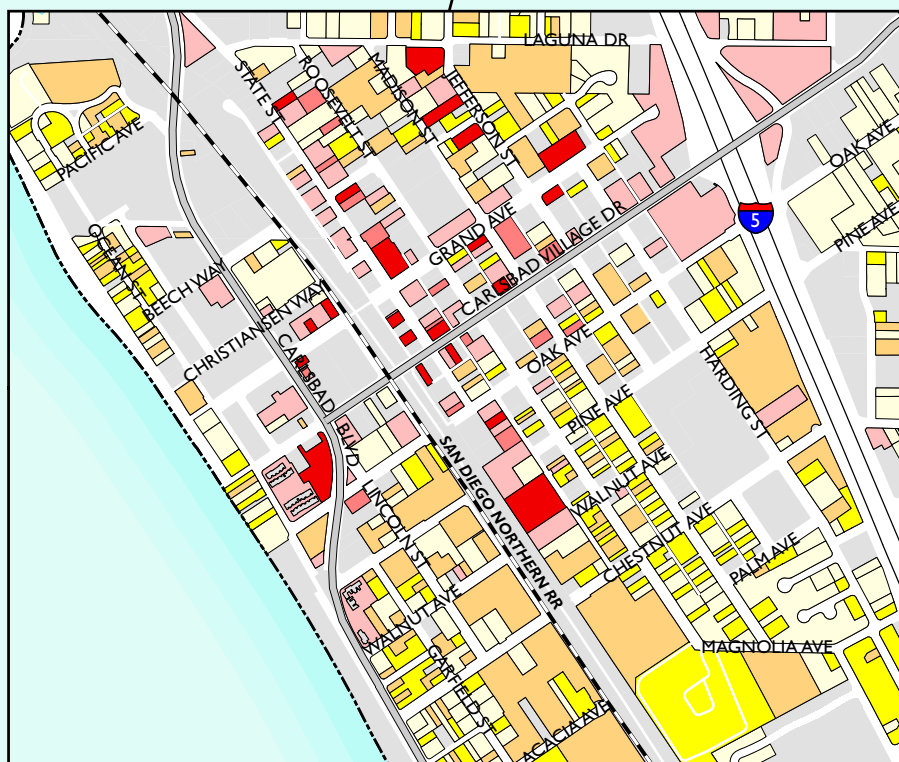 LAGUNA DR
STATE ST
ROOSEVELT ST
MADISON ST
JEFFERSON ST
PACIFIC AVE
OAK AVE
5
PINE AVE
OCEAN ST
GRAND AVE
CARLSBAD VILLAGE DR
BEECH WAY
CHRISTIANSEN WAY
CARLSBAD BLVD
OAK AVE
HARDING ST
PINE AVE
SAN DIEGO NORTHERN RR
WALNUT AVE
LINCOLN ST
CHESTNUT AVE
PALM AVE
WALNUT AVE
MAGNOLIA AVE
GARFIELD ST
ACACIA AVE